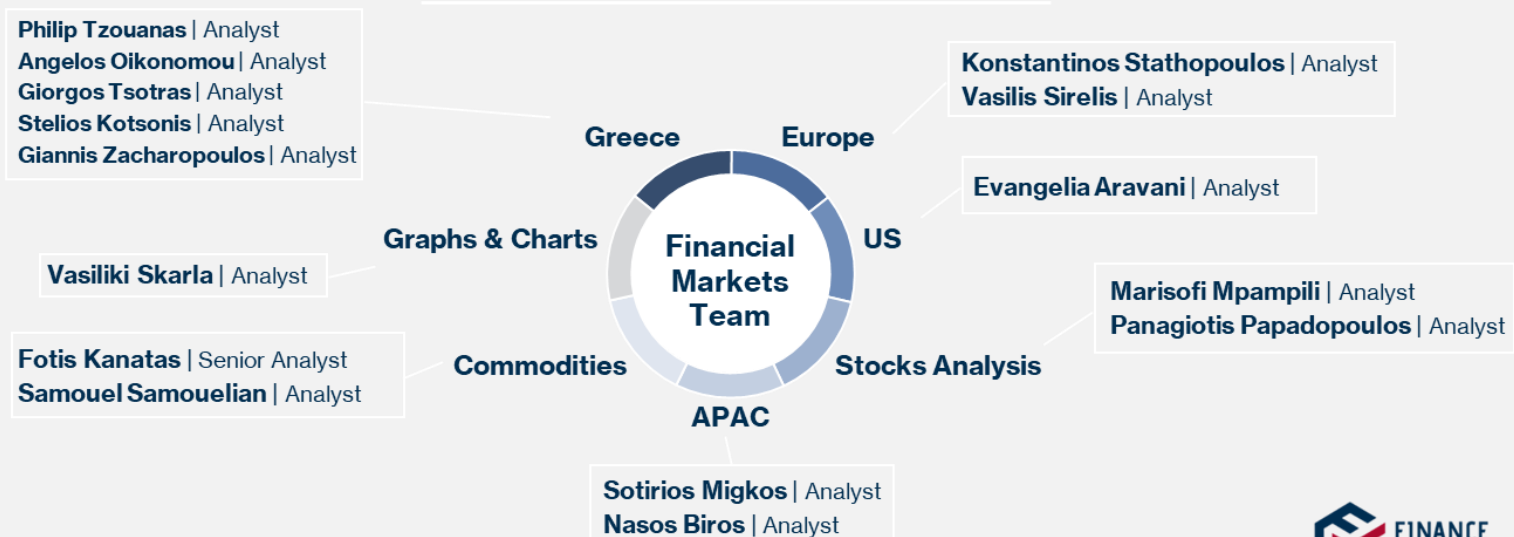 Philip Tzouanas | Analyst
Angelos Oikonomou | Analyst
Giorgos Tsotras | Analyst
Stelios Kotsonis | Analyst
Giannis Zacharopoulos | Analyst
Konstantinos Stathopoulos | Analyst
Vasilis Sirelis | Analyst
Greece
Europe
Evangelia Aravani | Analyst
Graphs & Charts
US
Financial
Markets
Team
Vasiliki Skarla | Analyst
Marisofi Mpampili | Analyst
Panagiotis Papadopoulos | Analyst
Fotis Kanatas | Senior Analyst
Samouel Samouelian | Analyst
Commodities
Stocks Analysis
APAC
Sotirios Migkos | Analyst
Nasos Biros | Analyst
FINANCE